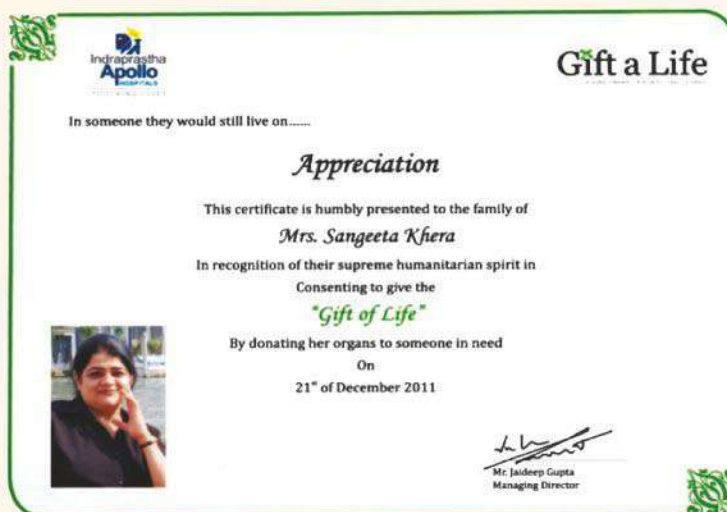 Indraprastha
Apollo
HOSPITALS
Gift a Life
In someone they would still live on......
Appreciation
This certificate is humbly presented to the family of
Mrs. Sangeeta Khera
In recognition of their supreme humanitarian spirit in
Consenting to give the
"Gift of Life"
By donating her organs to someone in need
On
21st of December 2011
Mr. Jaideep Gupta
Managing Director